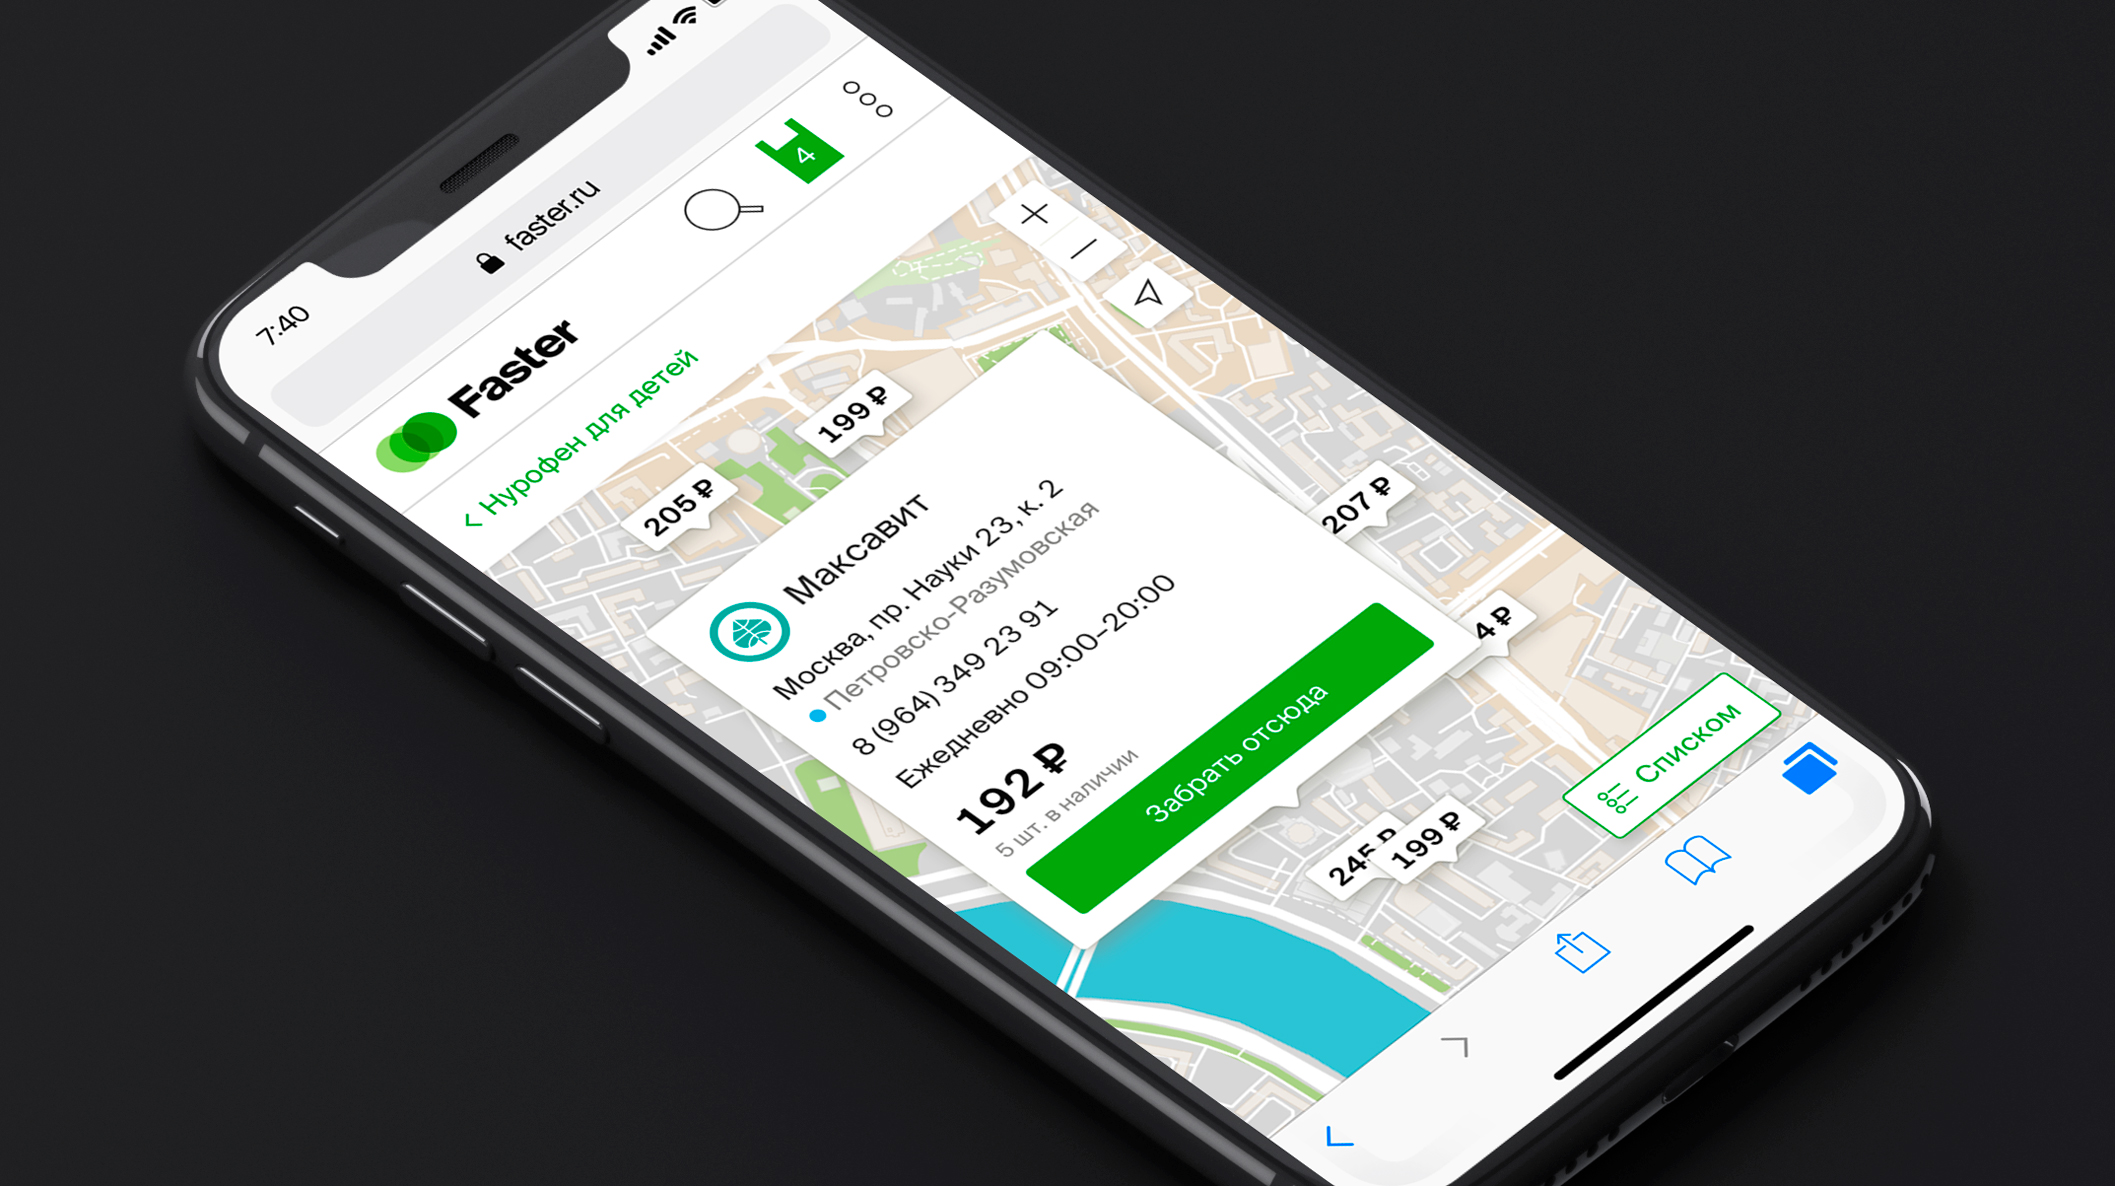 7:40
faster.ru
Faster
4
< Нурофен для детей
199 ₽
205 ₽
207 ₽
4 ₽
Максавит
Москва, пр. Науки 23, к. 2
Петровско-Разумовская
8 (964) 349 23 91
Ежедневно 09:00–20:00
192 ₽
5 шт. в наличии
Забрать отсюда
245 ₽
199 ₽
Списком